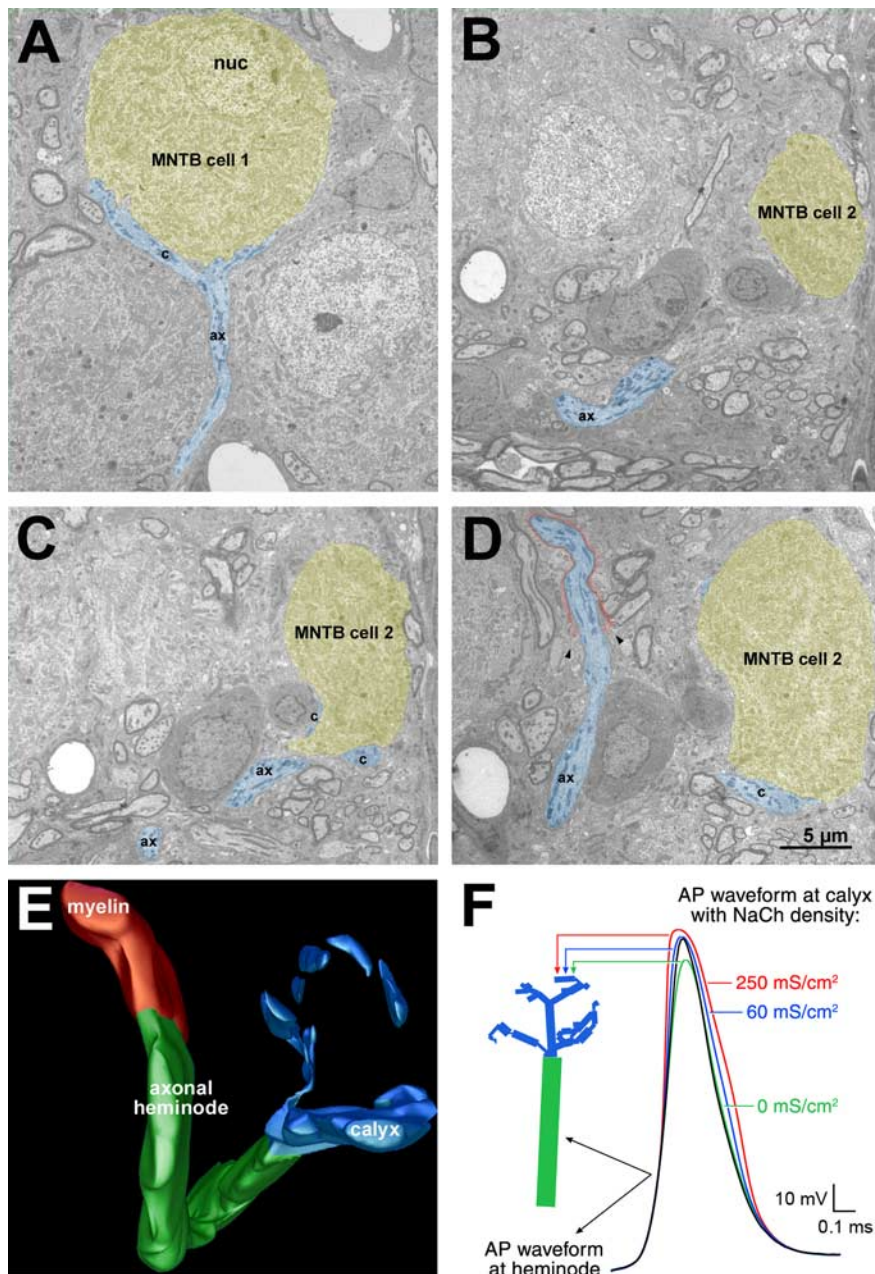 A
nuc
MNTB cell 1
c
ax
B
MNTB cell 2
ax
C
MNTB cell 2
c
ax
c
ax
D
MNTB cell 2
ax
c
5 µm
E
myelin
axonal
heminode
calyx
F
AP waveform at calyx
with NaCh density:
250 mS/cm²
60 mS/cm²
0 mS/cm²
10 mV
0.1 ms
AP waveform
at heminode